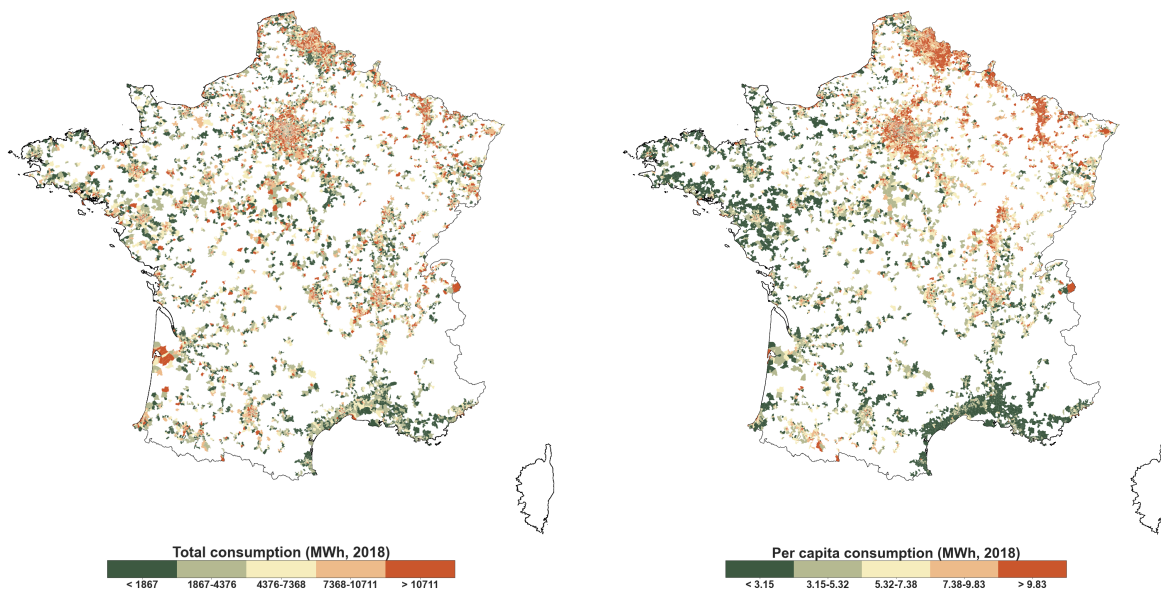 Total consumption (MWh, 2018)
< 1867 1867-4376 4376-7368 7368-10711 > 10711
Per capita consumption (MWh, 2018)
< 3.15 3.15-5.32 5.32-7.38 7.38-9.83 > 9.83